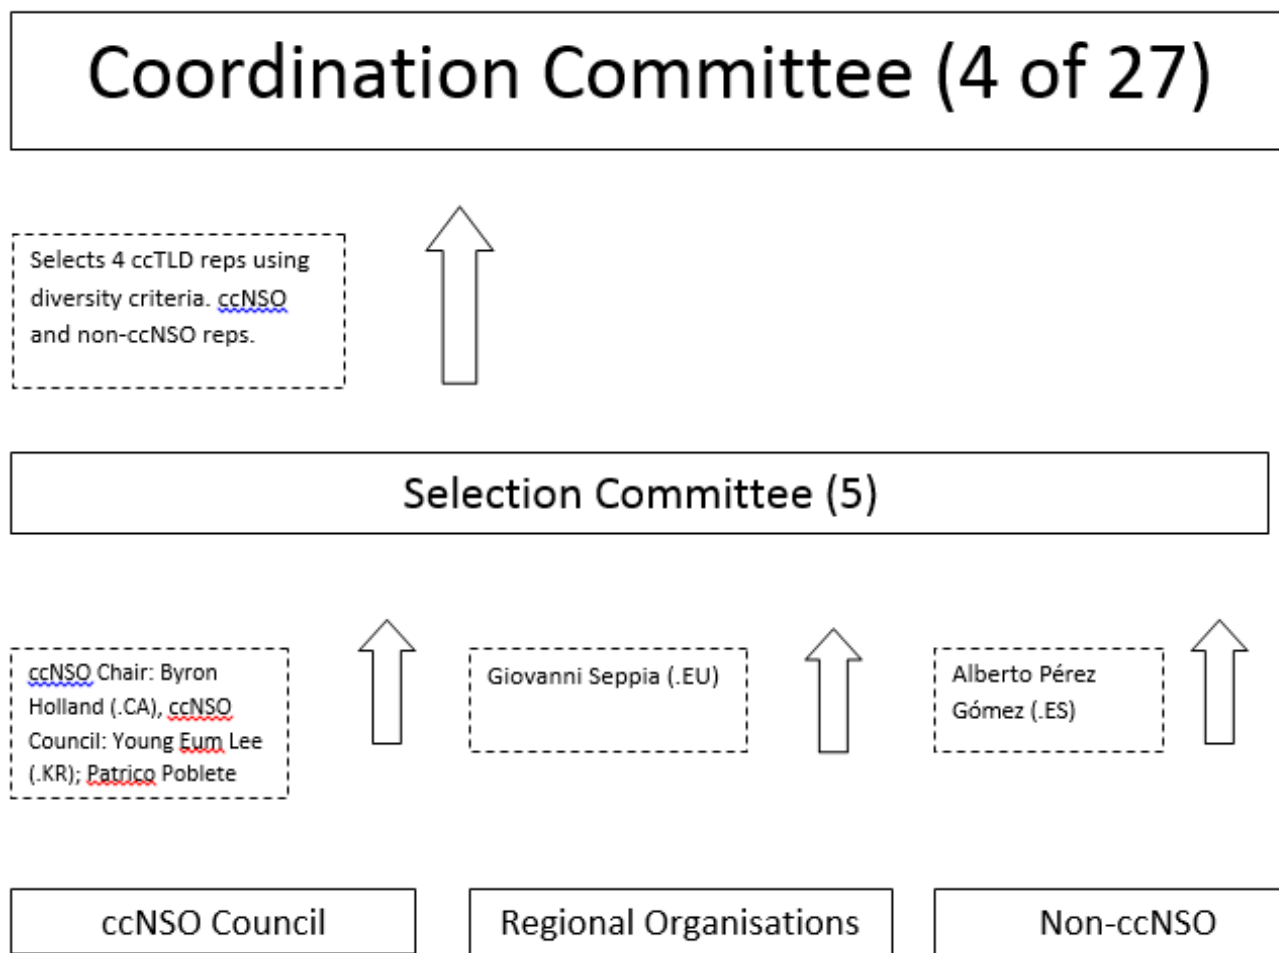 Coordination Committee (4 of 27)
Selects 4 ccTLD reps using
diversity criteria. ccNSO
and non-ccNSO reps.
Selection Committee (5)
ccNSO Chair: Byron
Holland (.CA), ccNSO
Council: Young Eum Lee
(.KR); Patrico Poblete
Giovanni Seppia (.EU)
Alberto Pérez
Gómez (.ES)
ccNSO Council
Regional Organisations
Non-ccNSO